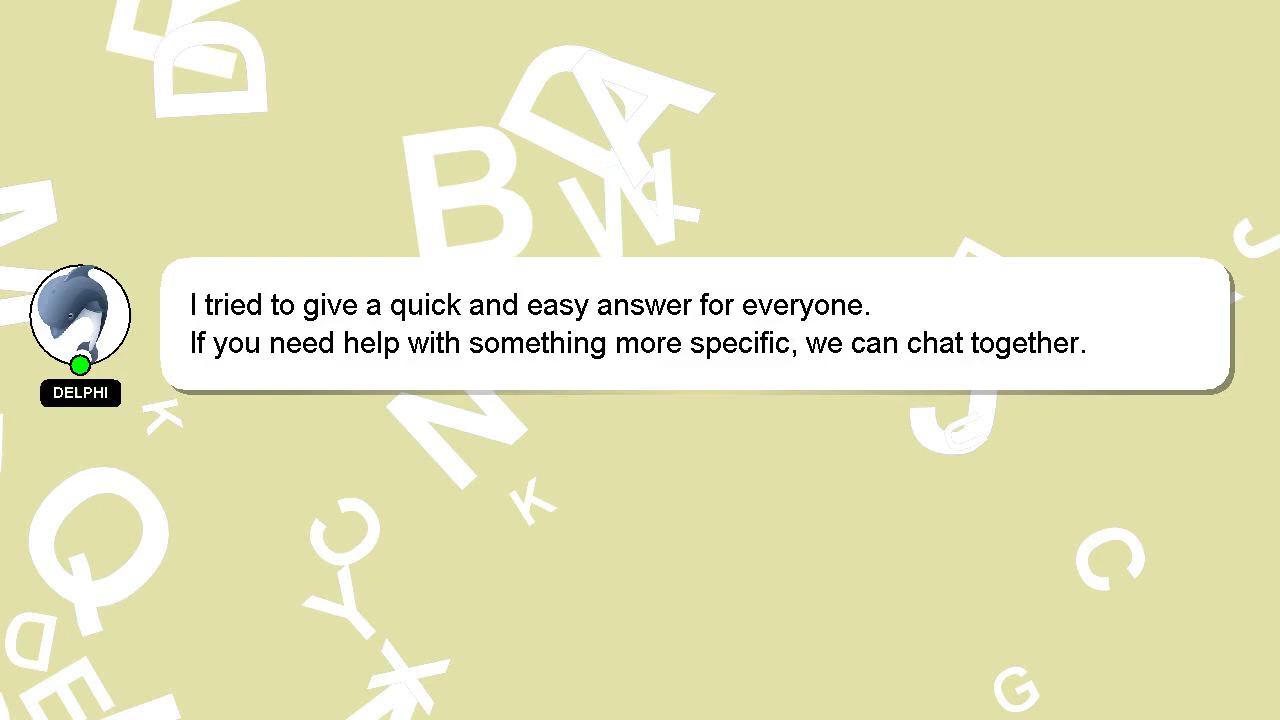 I tried to give a quick and easy answer for everyone.
If you need help with something more specific, we can chat together.
DELPHI
D
A
B
W
N
J
K
Q
K
C
Y
X
C
D
E
G
J